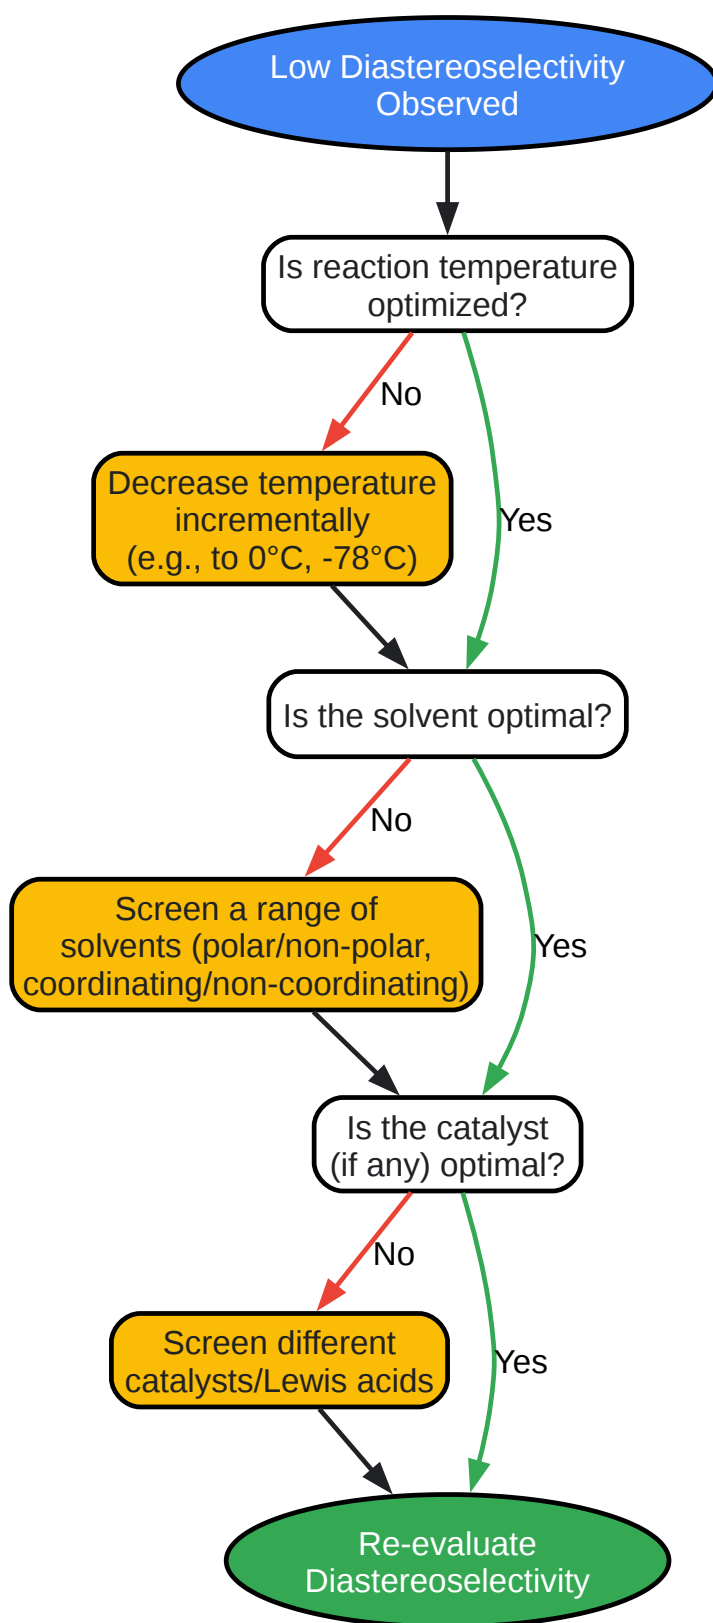 Low Diastereoselectivity
Observed
Is reaction temperature
optimized?
No
Decrease temperature
incrementally
(e.g., to 0°C, -78°C)
Yes
Is the solvent optimal?
No
Screen a range of
solvents (polar/non-polar,
coordinating/non-coordinating)
Yes
Is the catalyst
(if any) optimal?
No
Screen different
catalysts/Lewis acids
Yes
Re-evaluate
Diastereoselectivity